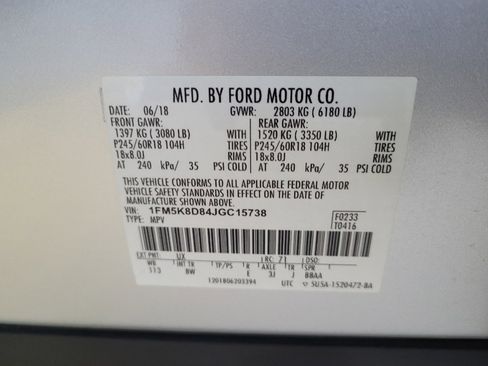 MFD. BY FORD MOTOR CO.
DATE: 06/18 GVWR: 2803 KG ( 6180 LB)
FRONT GAWR: REAR GAWR:
1397 KG ( 3080 LB) WITH 1520 KG ( 3350 LB) WITH
P245/60R18 104H TIRES P245/60R18 104H TIRES
18x8.0J RIMS 18x8.0J RIMS
AT 240 kPa/ 35 PSI COLD AT 240 kPa/ 35 PSI COLD
THIS VEHICLE CONFORMS TO ALL APPLICABLE FEDERAL MOTOR
VEHICLE SAFETY STANDARDS IN EFFECT ON THE DATE OF
MANUFACTURE SHOWN ABOVE.
VIN: 1FM5K8D84JGC15738 F0233
TYPE: MPV T0416
EXT PNT: UX RC: 71 DSO:
WB INT TR TP/PS R AXLE TR SPR
113 BW E 3J J BBAA
1201806203394 UTC 5U5A-1520472-BA